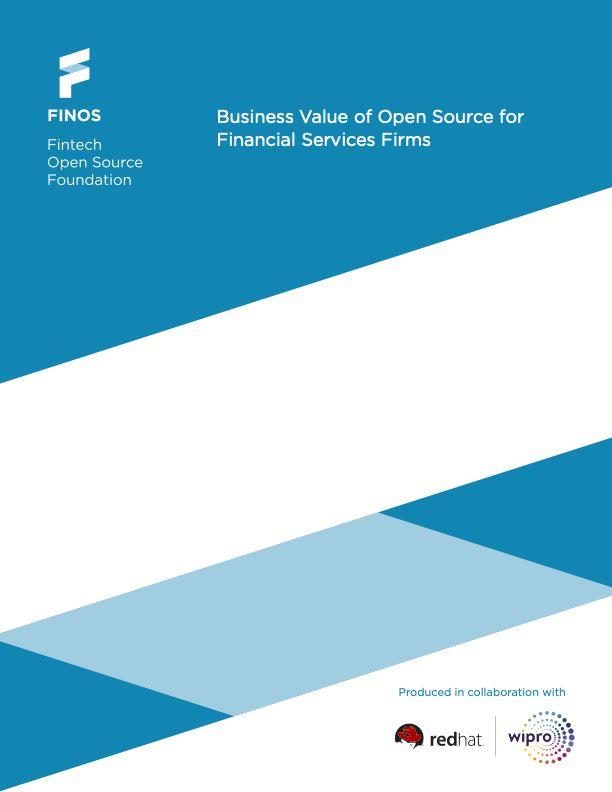 FINOS
Fintech
Open Source
Foundation
Business Value of Open Source for
Financial Services Firms
Produced in collaboration with
redhat.
wipro